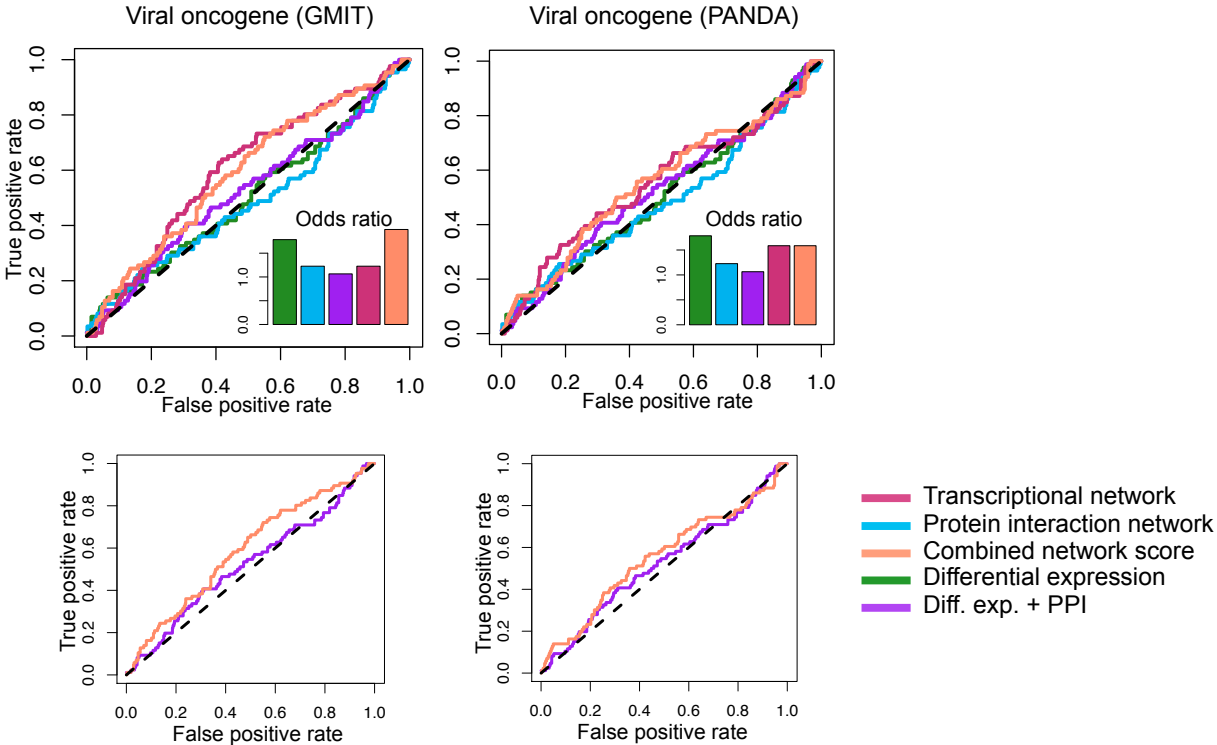 Viral oncogene (GMIT)
Viral oncogene (PANDA)
True positive rate
0.0 0.2 0.4 0.6 0.8 1.0
Odds ratio
0.0 1.0
0.0 0.2 0.4 0.6 0.8 1.0
False positive rate
0.0 0.2 0.4 0.6 0.8 1.0
Odds ratio
0.0 1.0
0.0 0.2 0.4 0.6 0.8 1.0
False positive rate
True positive rate
0.0 0.2 0.4 0.6 0.8 1.0
0.0 0.2 0.4 0.6 0.8 1.0
False positive rate
True positive rate
0.0 0.2 0.4 0.6 0.8 1.0
0.0 0.2 0.4 0.6 0.8 1.0
False positive rate
Transcriptional network
Protein interaction network
Combined network score
Differential expression
Diff. exp. + PPI